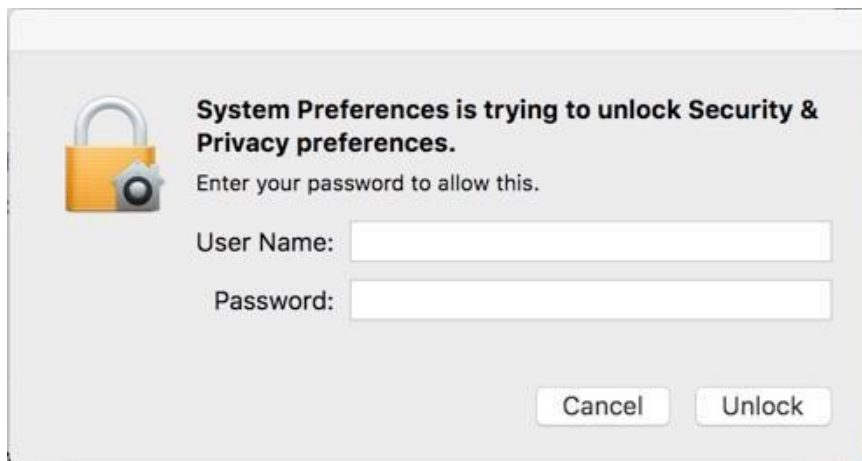 System Preferences is trying to unlock Security &
Privacy preferences.
Enter your password to allow this.
User Name:
Password:
Cancel Unlock